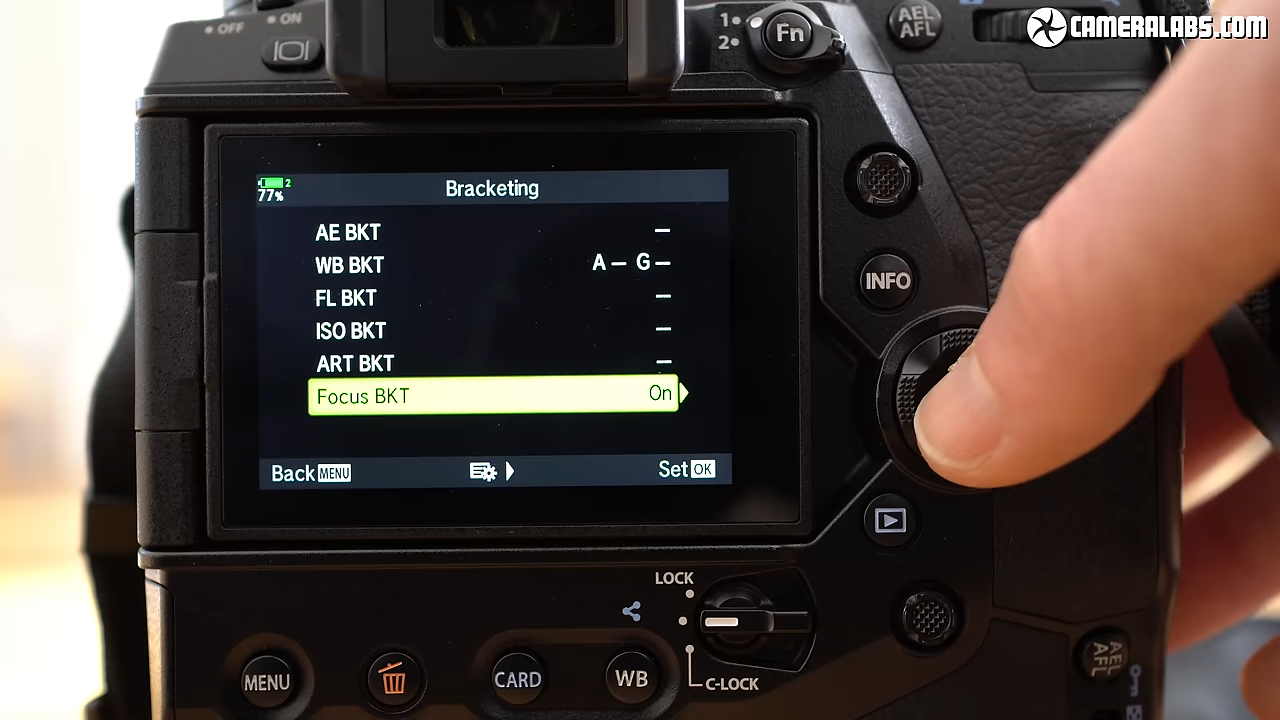 CAMERALABS.COM
OFF ON
1
2
Fn
AEL
AFL
2
77%
Bracketing
AE BKT –
WB BKT A – G –
FL BKT –
ISO BKT –
ART BKT –
Focus BKT On
Back MENU
Set OK
INFO
LOCK
C-LOCK
MENU
CARD
WB
AEL
AFL